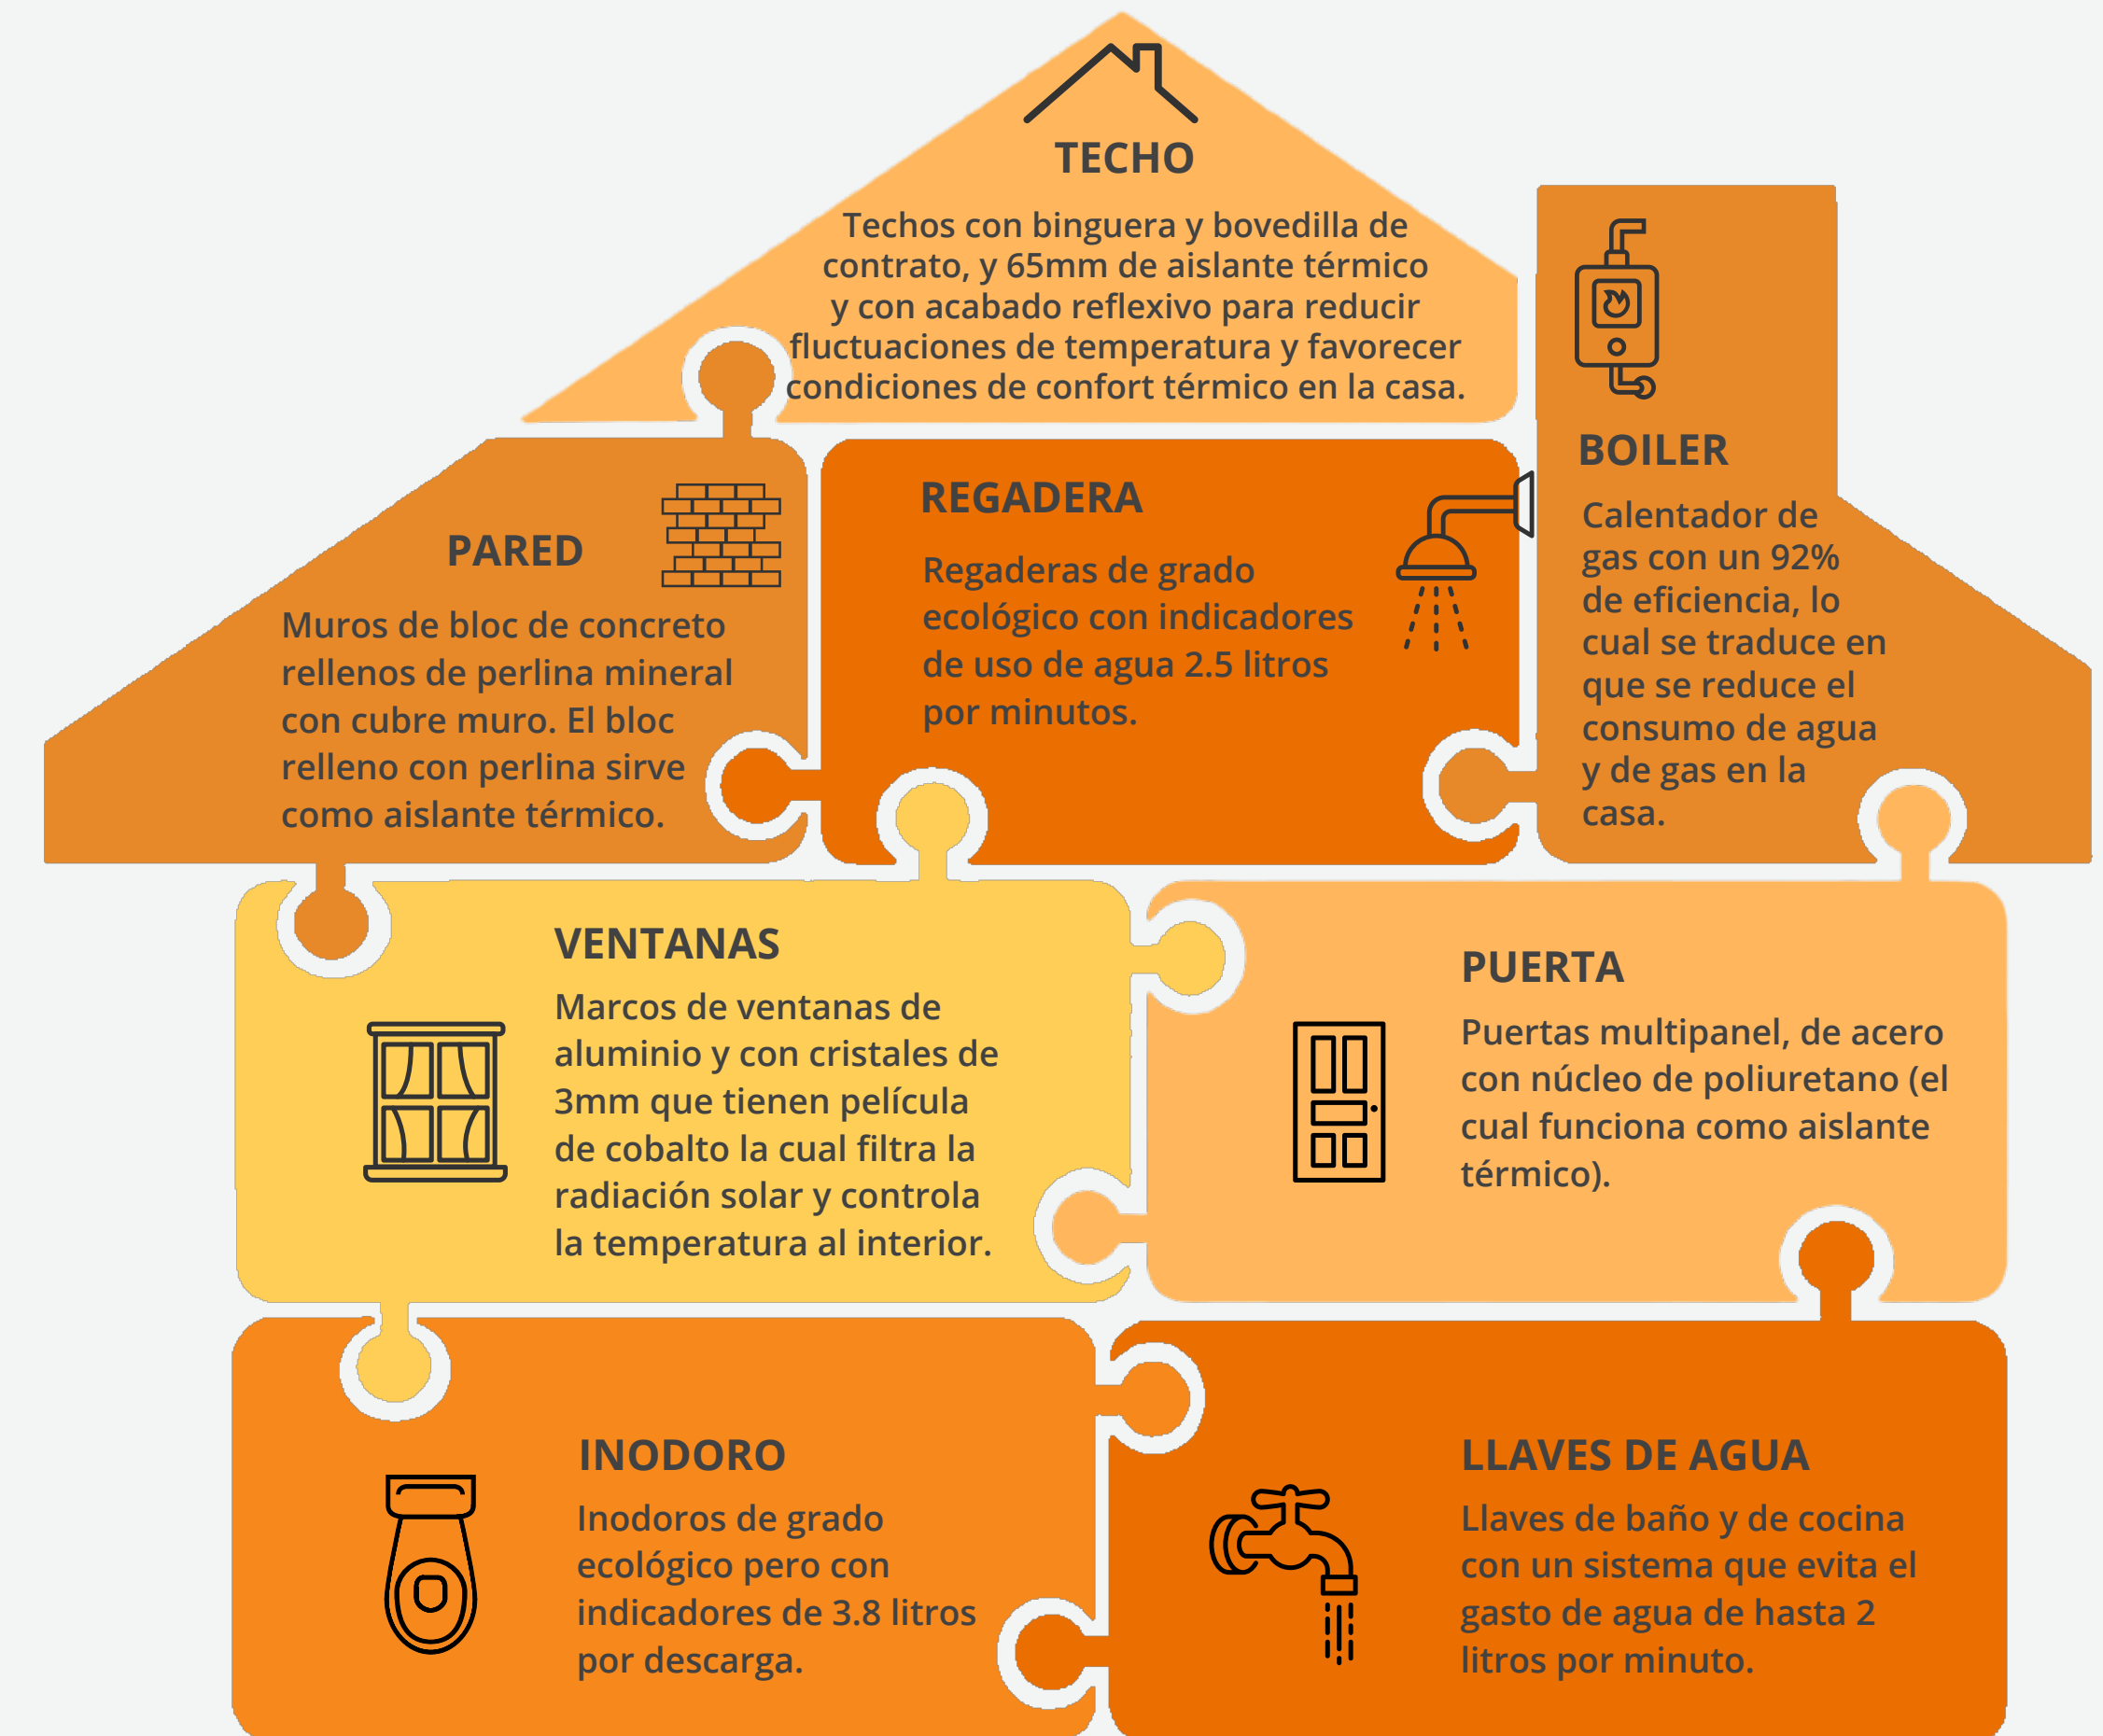 TECHO
Techos con binguera y bovedilla de
contrato, y 65mm de aislante térmico
y con acabado reflexivo para reducir
fluctuaciones de temperatura y favorecer
condiciones de confort térmico en la casa.
PARED
Muros de bloc de concreto
rellenos de perlina mineral
con cubre muro. El bloc
relleno con perlina sirve
como aislante térmico.
REGADERA
Regaderas de grado
ecológico con indicadores
de uso de agua 2.5 litros
por minutos.
BOILER
Calentador de
gas con un 92%
de eficiencia, lo
cual se traduce en
que se reduce el
consumo de agua
y de gas en la
casa.
VENTANAS
Marcos de ventanas de
aluminio y con cristales de
3mm que tienen película
de cobalto la cual filtra la
radiación solar y controla
la temperatura al interior.
PUERTA
Puertas multipanel, de acero
con núcleo de poliuretano (el
cual funciona como aislante
térmico).
INODORO
Inodoros de grado
ecológico pero con
indicadores de 3.8 litros
por descarga.
LLAVES DE AGUA
Llaves de baño y de cocina
con un sistema que evita el
gasto de agua de hasta 2
litros por minuto.